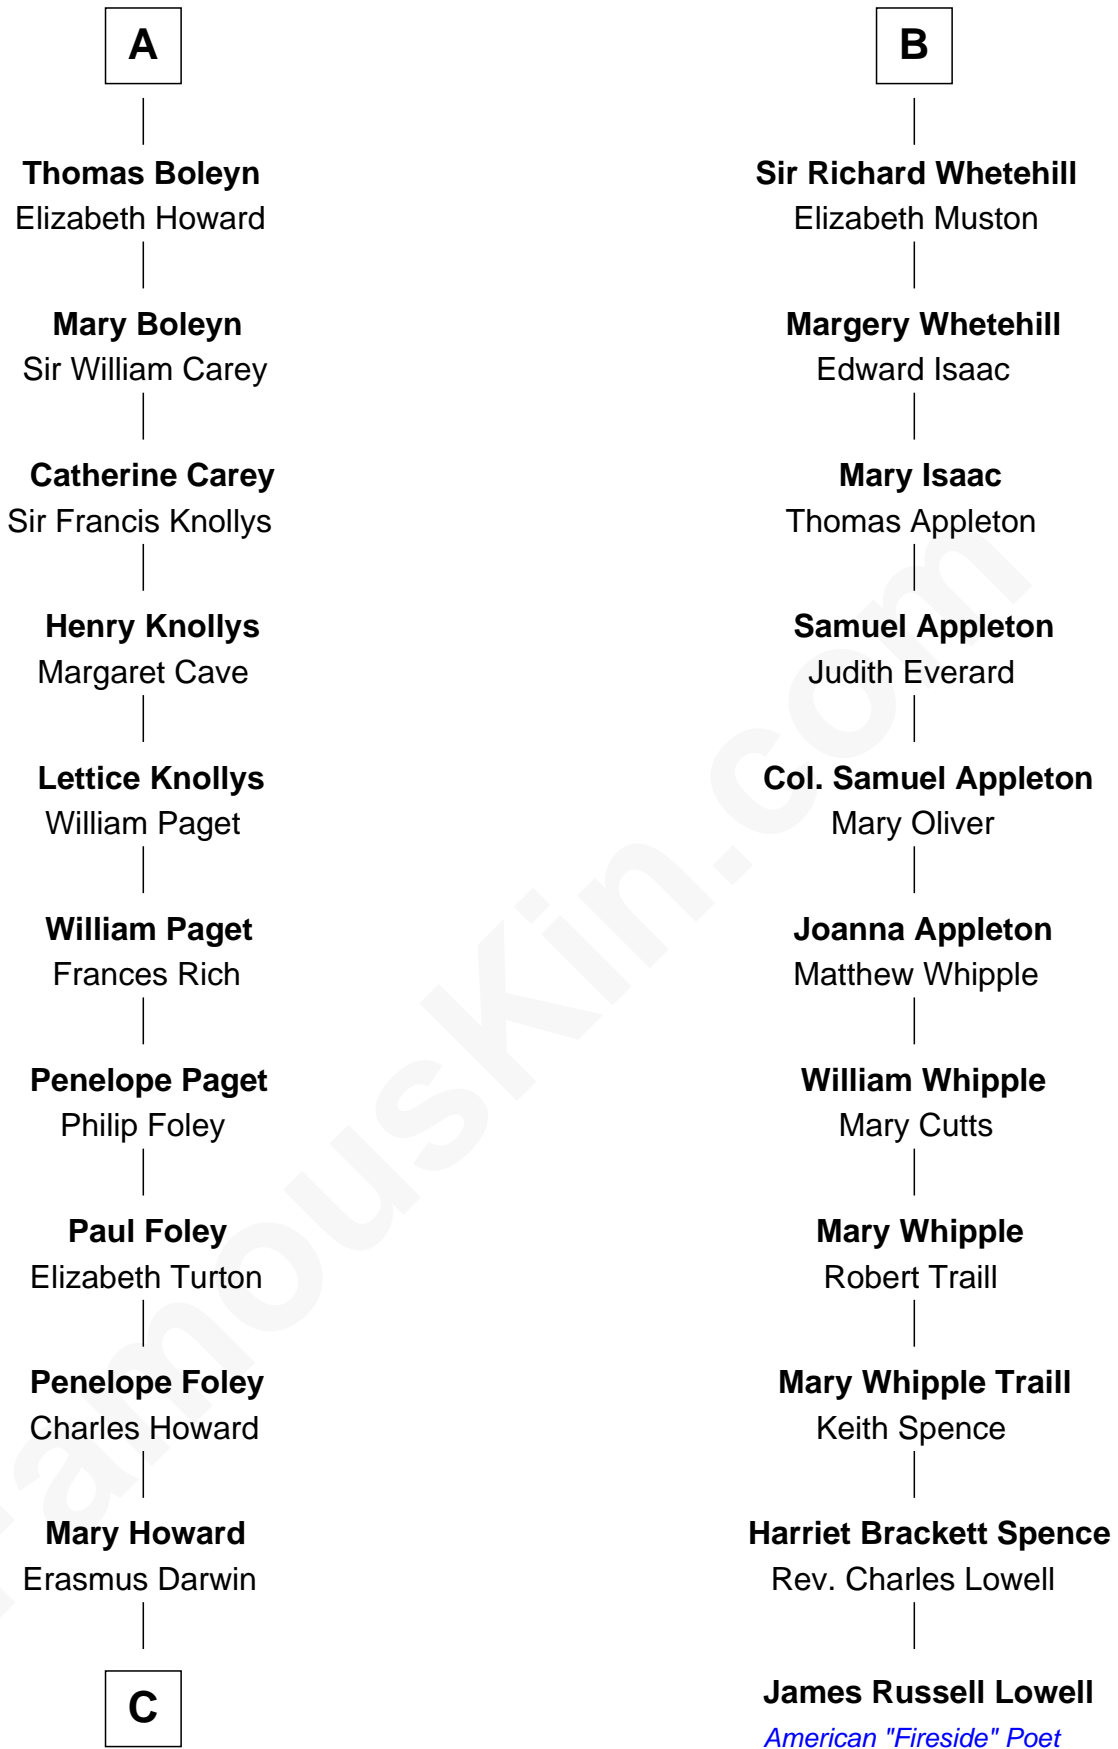 A
Thomas Boleyn
Elizabeth Howard
Mary Boleyn
Sir William Carey
Catherine Carey
Sir Francis Knollys
Henry Knollys
Margaret Cave
Lettice Knollys
William Paget
William Paget
Frances Rich
Penelope Paget
Philip Foley
Paul Foley
Elizabeth Turton
Penelope Foley
Charles Howard
Mary Howard
Erasmus Darwin
C
B
Sir Richard Whetehill
Elizabeth Muston
Margery Whetehill
Edward Isaac
Mary Isaac
Thomas Appleton
Samuel Appleton
Judith Everard
Col. Samuel Appleton
Mary Oliver
Joanna Appleton
Matthew Whipple
William Whipple
Mary Cutts
Mary Whipple
Robert Traill
Mary Whipple Traill
Keith Spence
Harriet Brackett Spence
Rev. Charles Lowell
James Russell Lowell
American "Fireside" Poet
FamousKin.com